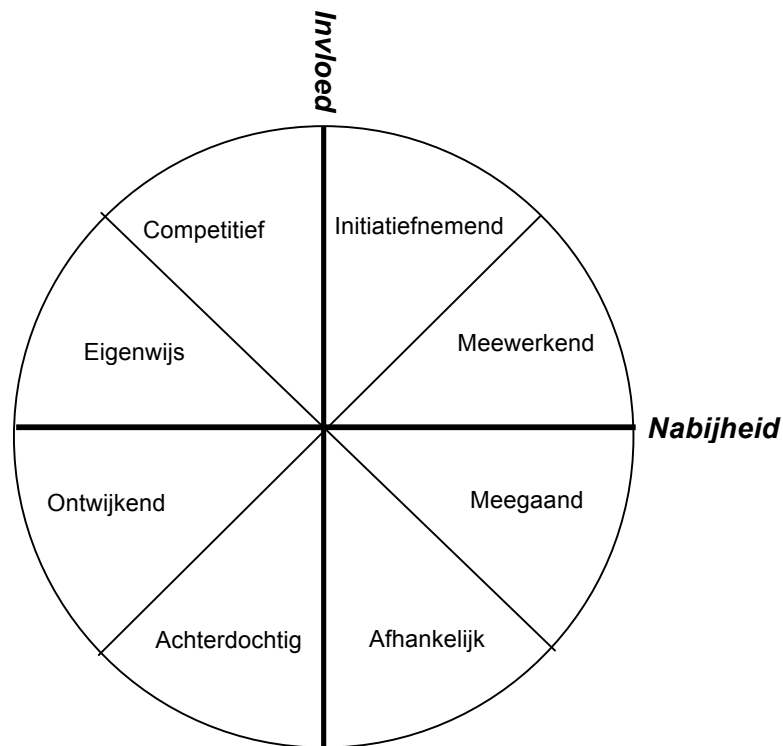 Invloed
Competitief
Initiatiefnemend
Eigenwijs
Meewerkend
Nabijheid
Ontwijkend
Meegaand
Achterdochtig
Afhankelijk